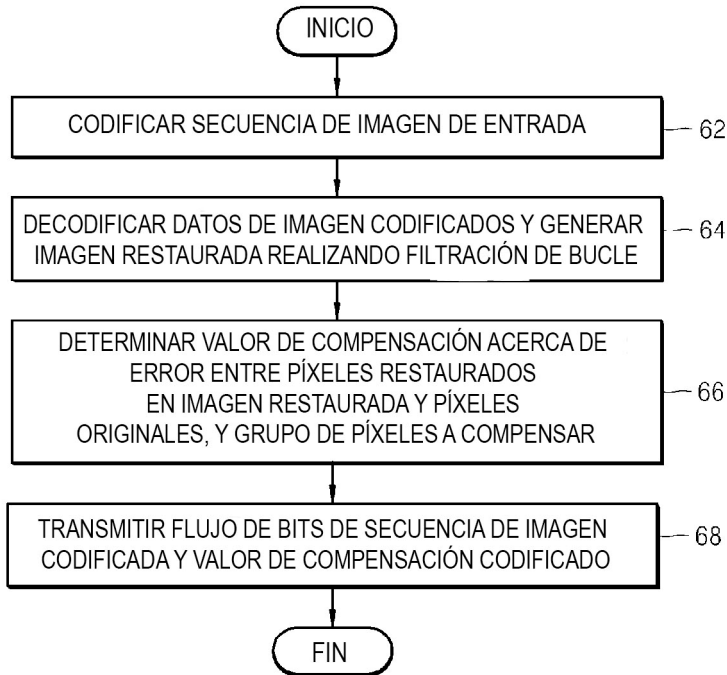 INICIO
CODIFICAR SECUENCIA DE IMAGEN DE ENTRADA
62
DECODIFICAR DATOS DE IMAGEN CODIFICADOS Y GENERAR
IMAGEN RESTAURADA REALIZANDO FILTRACIÓN DE BUCLE
64
DETERMINAR VALOR DE COMPENSACIÓN ACERCA DE
ERROR ENTRE PÍXELES RESTAURADOS
EN IMAGEN RESTAURADA Y PÍXELES
ORIGINALES, Y GRUPO DE PÍXELES A COMPENSAR
66
TRANSMITIR FLUJO DE BITS DE SECUENCIA DE IMAGEN
CODIFICADA Y VALOR DE COMPENSACIÓN CODIFICADO
68
FIN